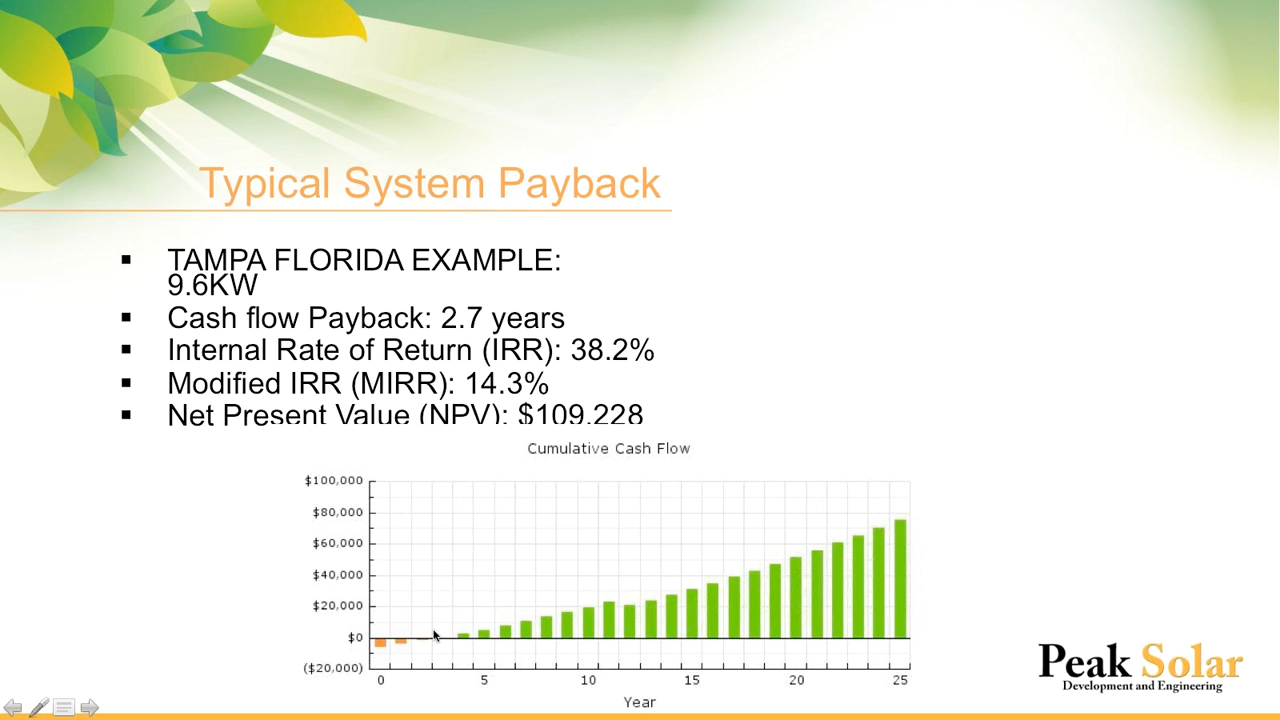 Typical System Payback
▪ TAMPA FLORIDA EXAMPLE:
9.6KW
▪ Cash flow Payback: 2.7 years
▪ Internal Rate of Return (IRR): 38.2%
▪ Modified IRR (MIRR): 14.3%
▪ Net Present Value (NPV): $109,228
Cumulative Cash Flow
$100,000
$80,000
$60,000
$40,000
$20,000
$0
($20,000)
0 5 10 15 20 25
Year
Peak Solar
Development and Engineering